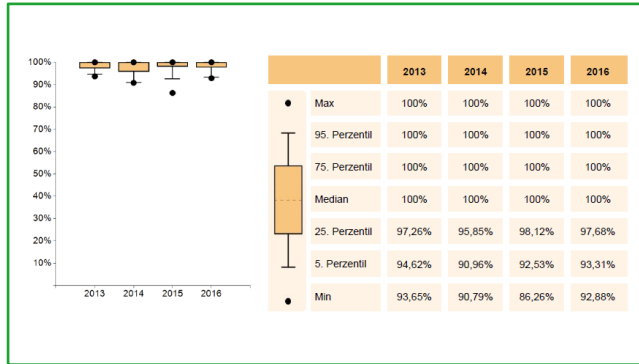 100%
90%
80%
70%
60%
50%
40%
30%
20%
10%
2013 2014 2015 2016
2013 2014 2015 2016
Max 100% 100% 100% 100%
95. Perzentil 100% 100% 100% 100%
75. Perzentil 100% 100% 100% 100%
Median 100% 100% 100% 100%
25. Perzentil 97,26% 95,85% 98,12% 97,68%
5. Perzentil 94,62% 90,96% 92,53% 93,31%
Min 93,65% 90,79% 86,26% 92,88%